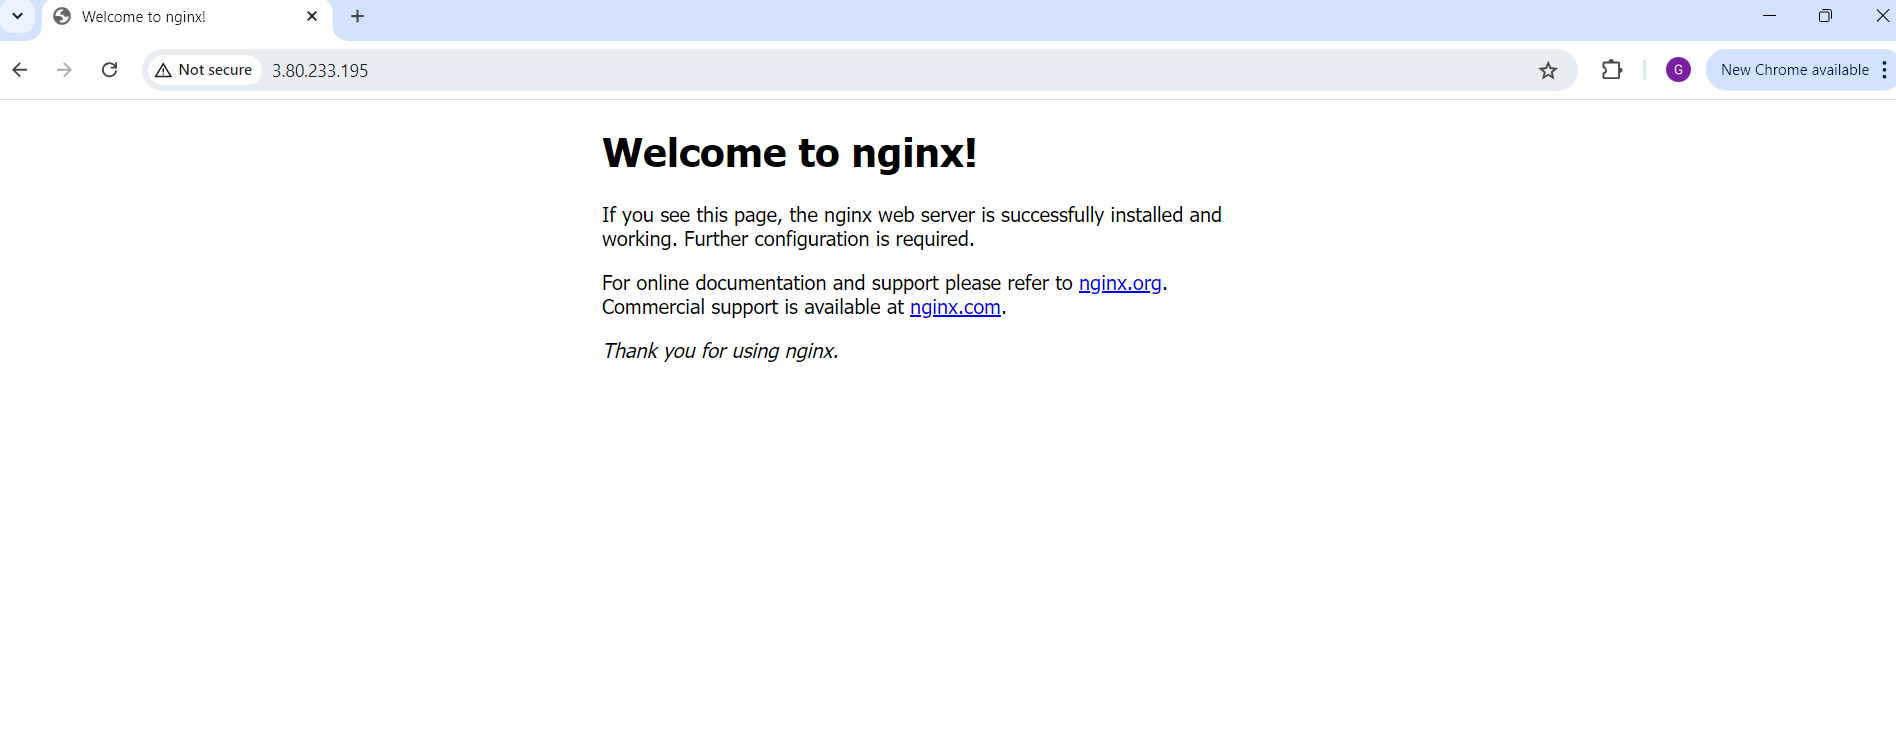 Welcome to nginx!
Not secure
3.80.233.195
G
New Chrome available
Welcome to nginx!
If you see this page, the nginx web server is successfully installed and
working. Further configuration is required.
For online documentation and support please refer to nginx.org.
Commercial support is available at nginx.com.
Thank you for using nginx.